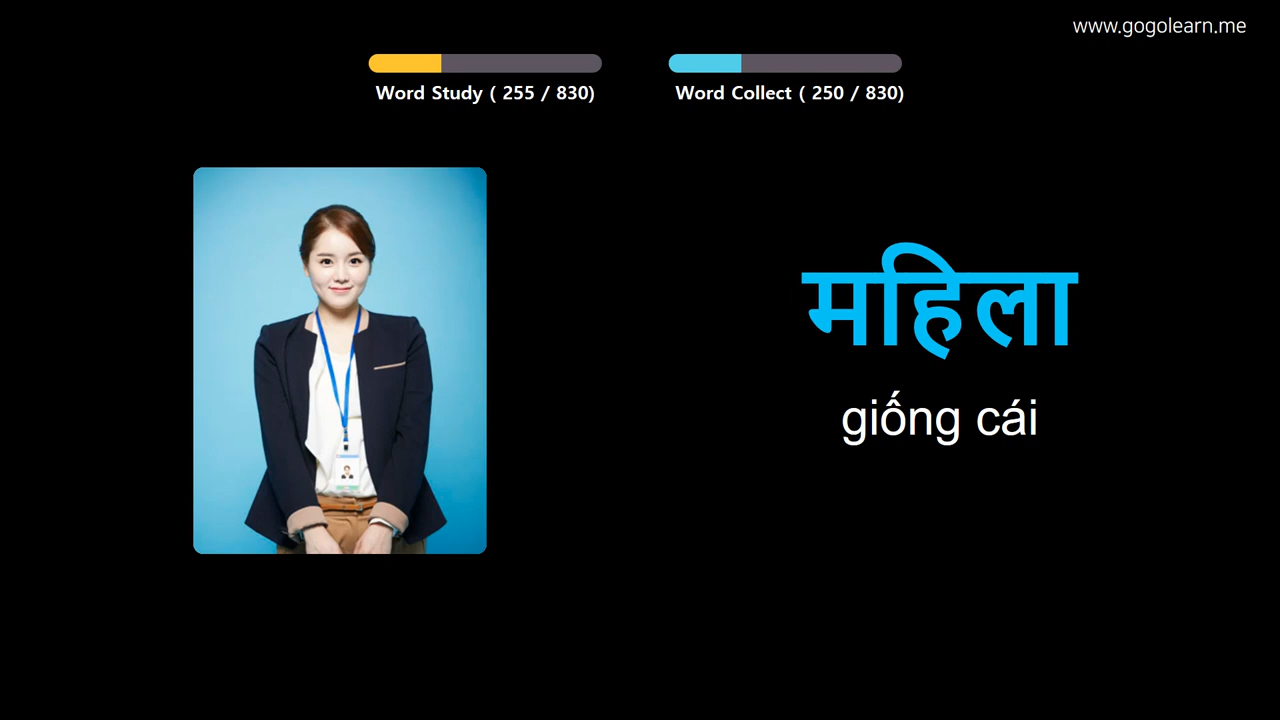 www.gogolearn.me
Word Study ( 255 / 830)
Word Collect ( 250 / 830)
महिला
giống cái